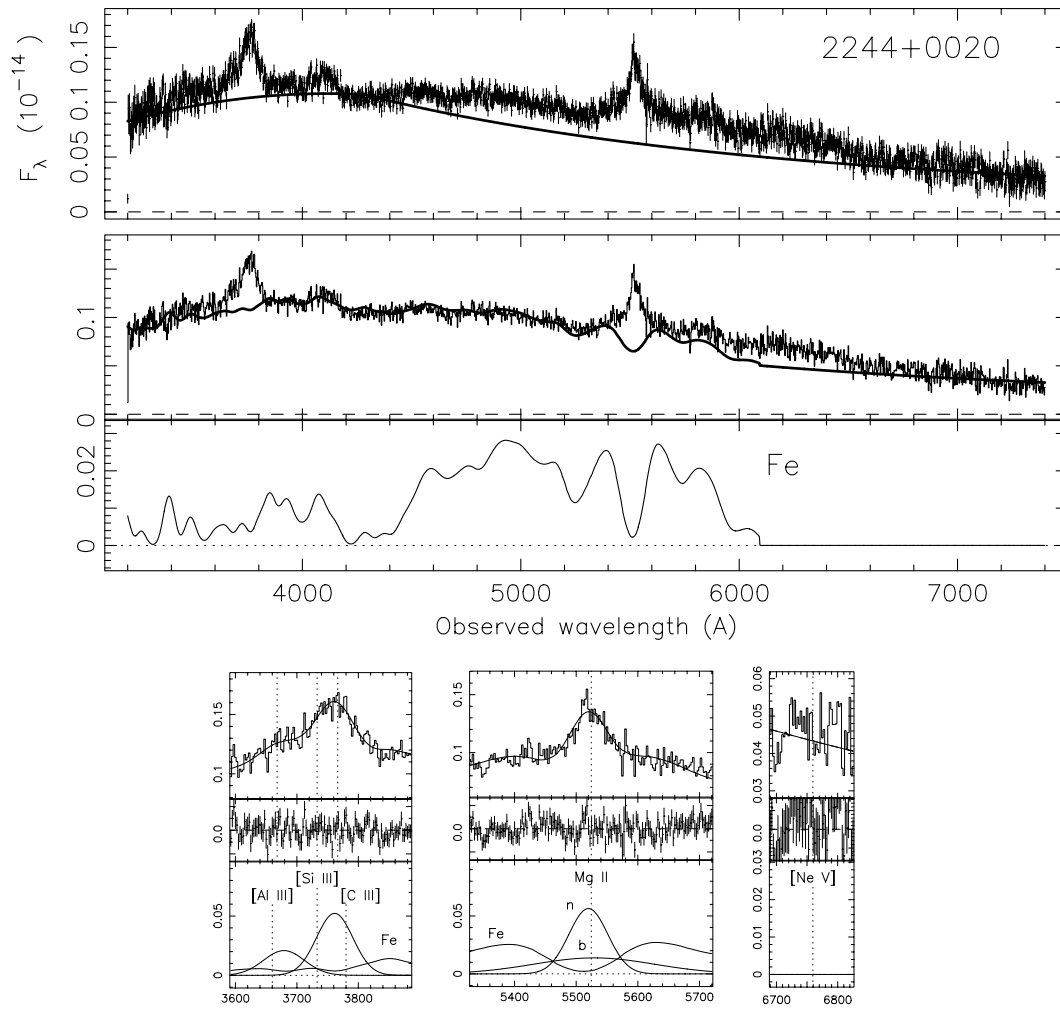 2244+0020
F_λ (10^-14)
0.15
0.1
0.05
0
0.1
0
Fe
0.02
0
4000 5000 6000 7000
Observed wavelength (A)
0.15
0.1
0.0
[Si III]
[Al III] [C III]
0.05
Fe
0
3600 3700 3800
0.15
0.1
0.0
Mg II
n
0.05
Fe
b
0
5400 5500 5600 5700
0.06
0.05
0.04
0.03
0.0
0.03
[Ne V]
0.02
0.01
0
6700 6800